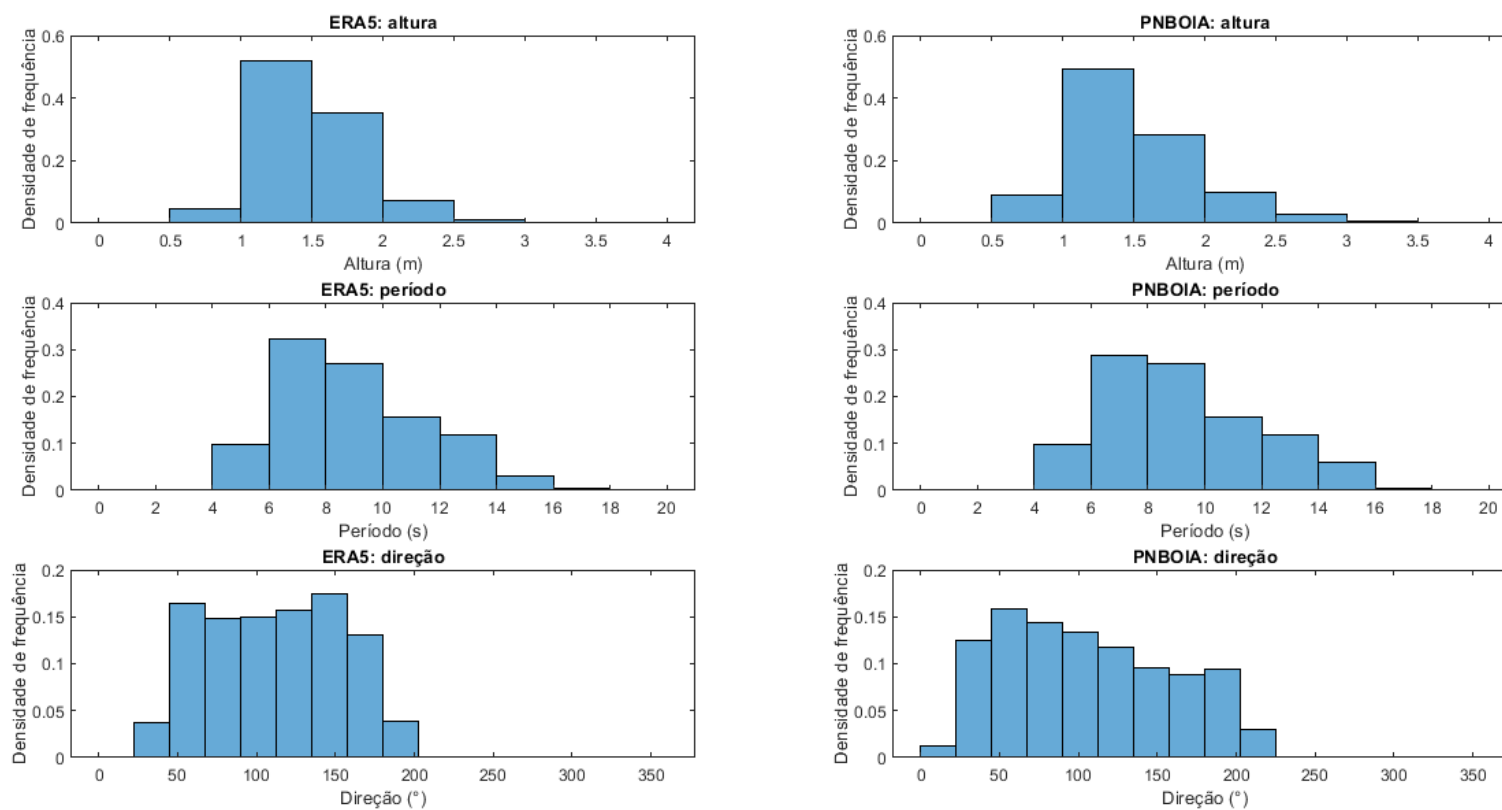 ERA5: altura
Densidade de frequência
0.6
0.4
0.2
0
0 0.5 1 1.5 2 2.5 3 3.5 4
Altura (m)
PNBOIA: altura
Densidade de frequência
0.6
0.4
0.2
0
0 0.5 1 1.5 2 2.5 3 3.5 4
Altura (m)
ERA5: período
Densidade de frequência
0.4
0.3
0.2
0.1
0
0 2 4 6 8 10 12 14 16 18 20
Período (s)
PNBOIA: período
Densidade de frequência
0.4
0.3
0.2
0.1
0
0 2 4 6 8 10 12 14 16 18 20
Período (s)
ERA5: direção
Densidade de frequência
0.2
0.15
0.1
0.05
0
0 50 100 150 200 250 300 350
Direção (°)
PNBOIA: direção
Densidade de frequência
0.2
0.15
0.1
0.05
0
0 50 100 150 200 250 300 350
Direção (°)